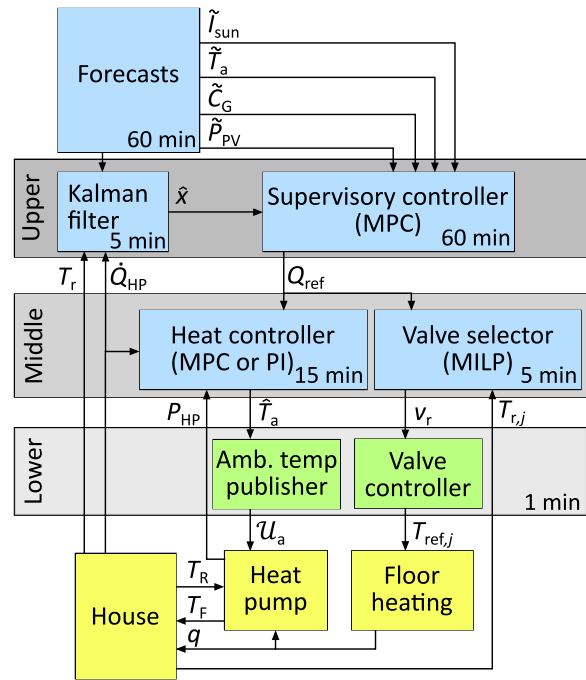 Forecasts
60 min
Ĩsun
T̃a
C̃G
P̃PV
Upper
Kalman
filter
5 min
x̂
Supervisory controller
(MPC)
60 min
Tr
Q̇HP
Qref
Middle
Heat controller
(MPC or PI)
15 min
Valve selector
(MILP)
5 min
PHP
T̂a
vr
Tr,j
Lower
Amb. temp
publisher
Valve
controller
1 min
𝒰a
Tref,j
House
TR
TF
q
Heat
pump
Floor
heating